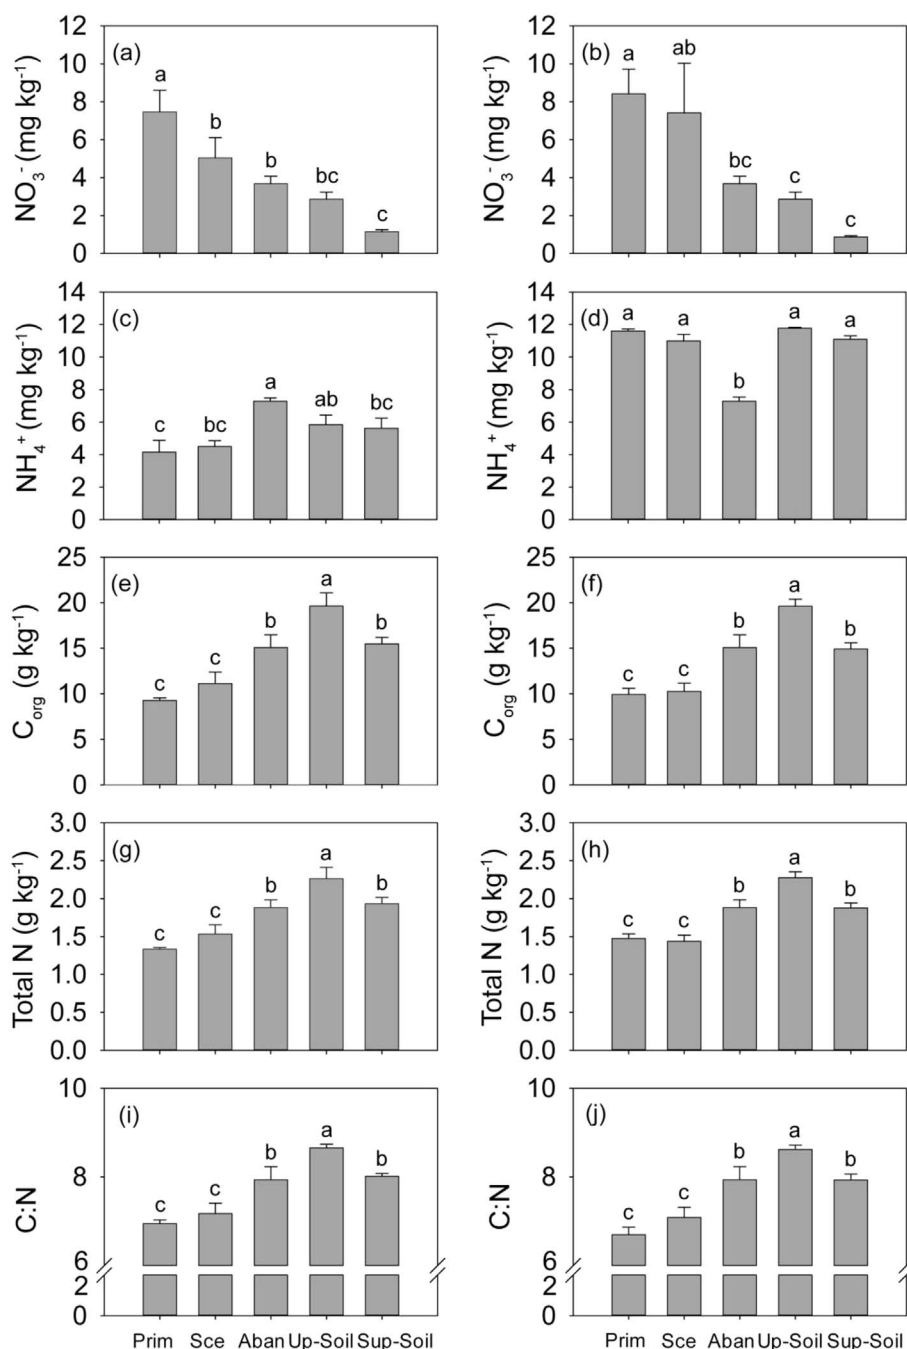 12 (a) 12 (b)
NO₃⁻ (mg kg⁻¹) NO₃⁻ (mg kg⁻¹)
10 10
8 8
6 6
4 4
2 2
0 0
a b b bc c a ab bc c c
14 (c) 14 (d)
NH₄⁺ (mg kg⁻¹) NH₄⁺ (mg kg⁻¹)
12 12
10 10
8 8
6 6
4 4
2 2
0 0
c bc a ab bc a a b a a
25 (e) 25 (f)
C_org (g kg⁻¹) C_org (g kg⁻¹)
20 20
15 15
10 10
5 5
0 0
c c b a b c c b a b
3.0 (g) 3.0 (h)
Total N (g kg⁻¹) Total N (g kg⁻¹)
2.5 2.5
2.0 2.0
1.5 1.5
1.0 1.0
0.5 0.5
0.0 0.0
c c b a b c c b a b
10 (i) 10 (j)
C:N C:N
8 8
6 6
2 2
0 0
c c b a b c c b a b
Prim Sce Aban Up-Soil Sup-Soil Prim Sce Aban Up-Soil Sup-Soil